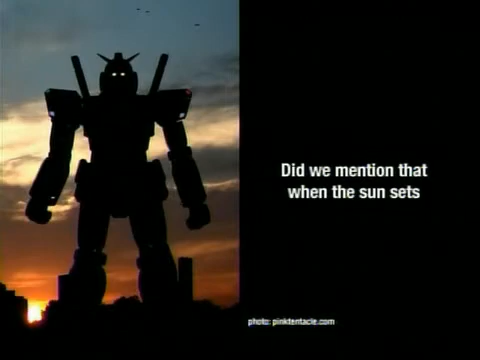 Did we mention that
when the sun sets
photo: pinktentacle.com